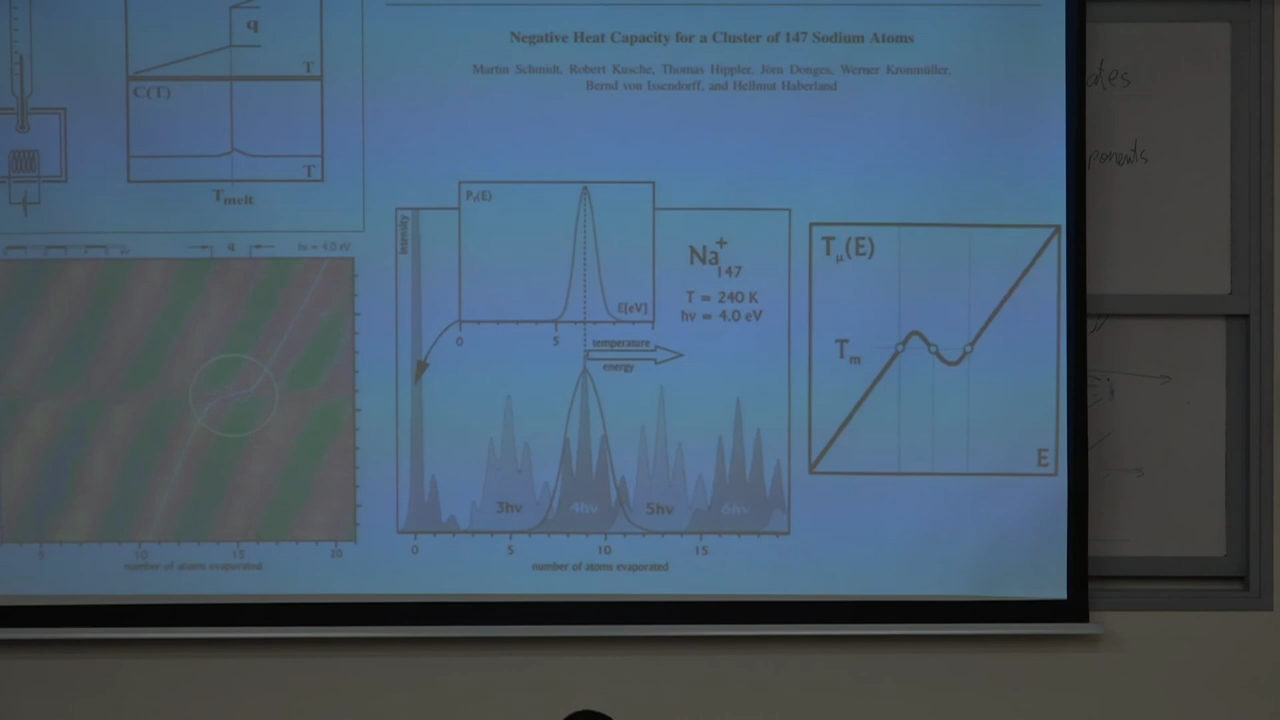 q
T
C(T)
T
Tmelt
Negative Heat Capacity for a Cluster of 147 Sodium Atoms
Martin Schmidt, Robert Kusche, Thomas Hippler, Jörn Donges, Werner Kronmüller,
Bernd von Issendorff, and Hellmut Haberland
q hν = 4.0 eV
5 10 15 20
number of atoms evaporated
intensity
PT(E)
E[eV]
0 5
Na+147
T = 240 K
hν = 4.0 eV
temperature
energy
3hν 4hν 5hν 6hν
0 5 10 15
number of atoms evaporated
Tμ(E)
Tm
E
ponents